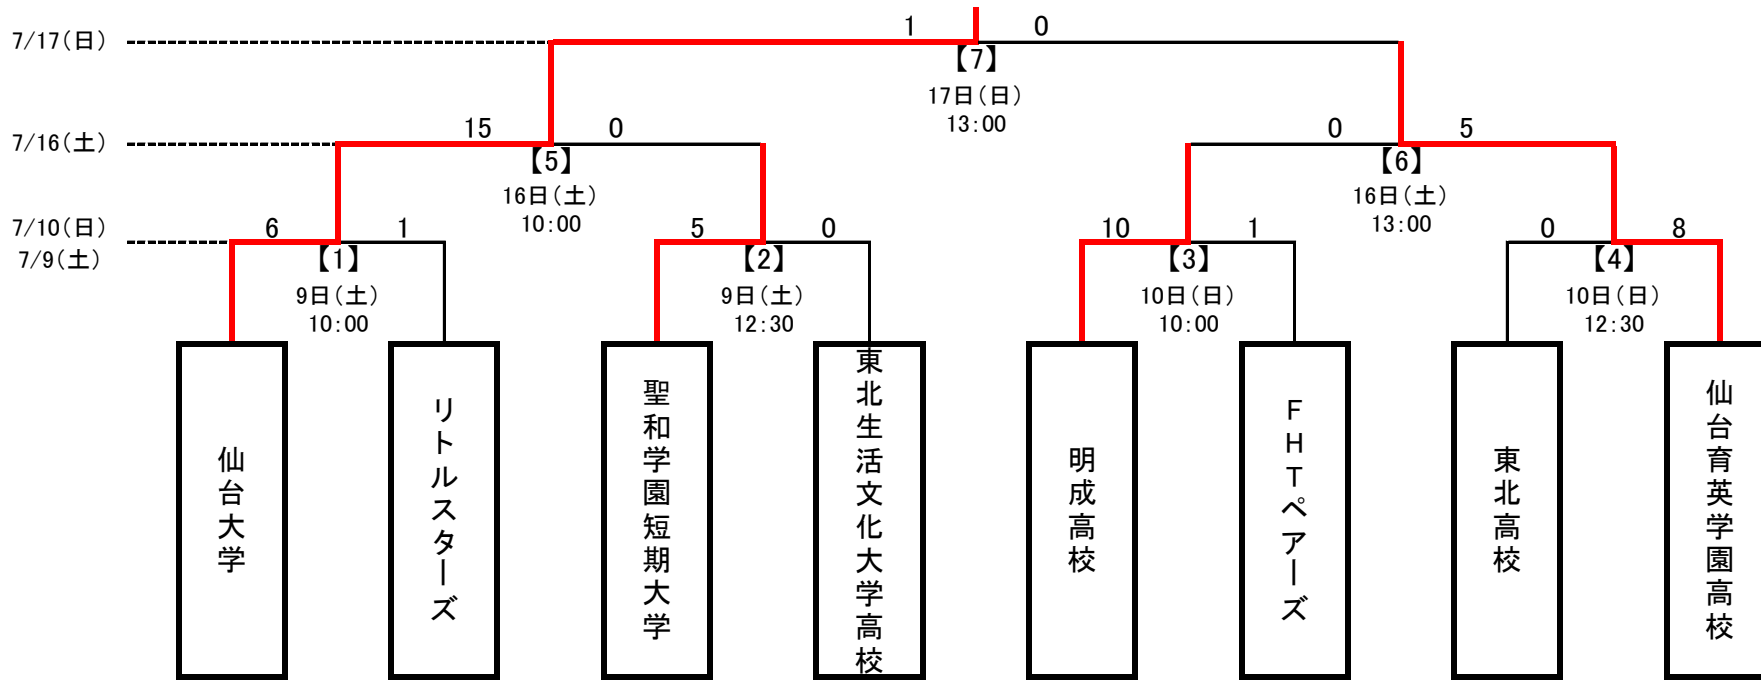 1 0
7/17(日)
【7】
17日(日)
13:00
15 0 0 5
7/16(土)
【5】 【6】
16日(土) 16日(土)
10:00 13:00
7/10(日)
6 1 5 0 10 1 0 8
7/9(土)
【1】 【2】 【3】 【4】
9日(土) 9日(土) 10日(日) 10日(日)
10:00 12:30 10:00 12:30
仙台大学
リトルスターズ
聖和学園短期大学
東北生活文化大学高校
明成高校
FHTペアーズ
東北高校
仙台育英学園高校